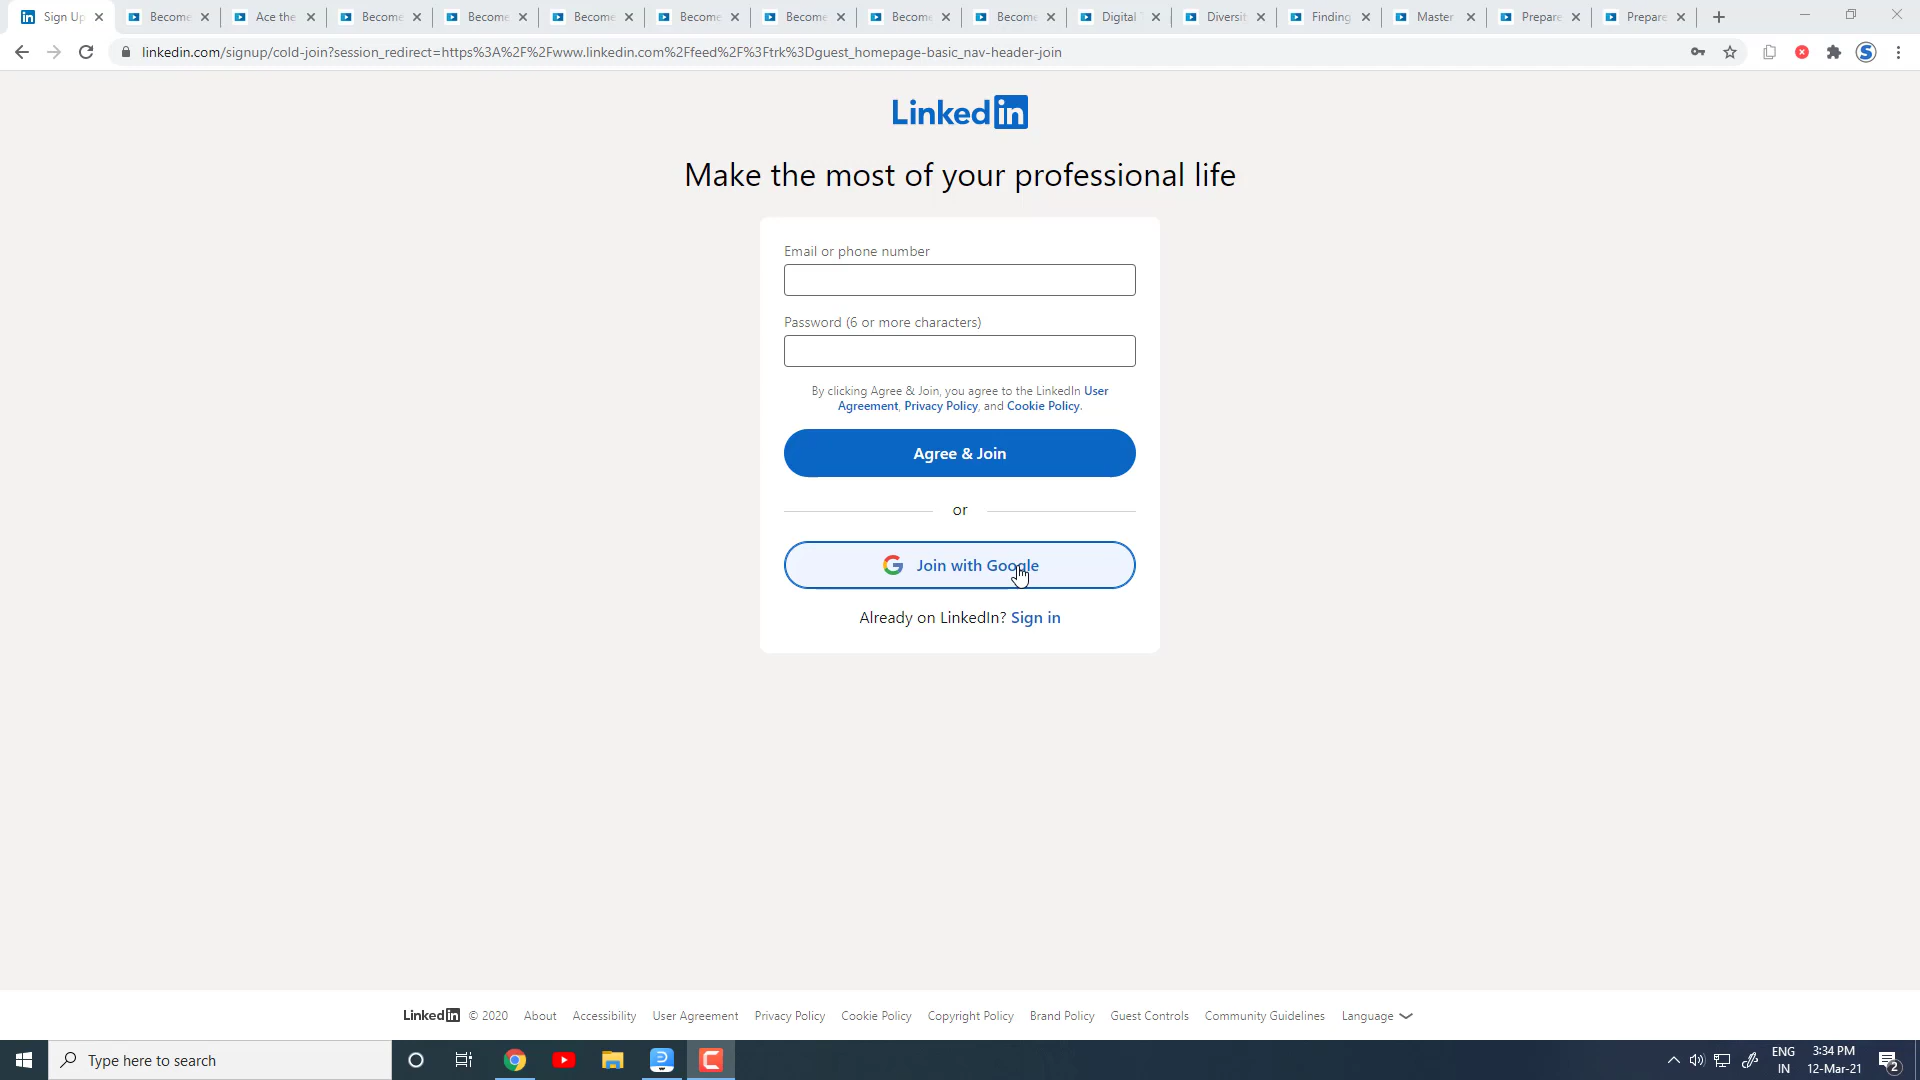 Sign Up
Become
Ace the
Become
Become
Become
Become
Become
Become
Become
Digital
Diversit
Finding
Master
Prepare
Prepare
linkedin.com/signup/cold-join?session_redirect=https%3A%2F%2Fwww.linkedin.com%2Ffeed%2F%3Ftrk%3Dguest_homepage-basic_nav-header-join
Linked in
Make the most of your professional life
Email or phone number
Password (6 or more characters)
By clicking Agree & Join, you agree to the LinkedIn User
Agreement, Privacy Policy, and Cookie Policy.
Agree & Join
or
Join with Google
Already on LinkedIn? Sign in
Linked in © 2020 About Accessibility User Agreement Privacy Policy Cookie Policy Copyright Policy Brand Policy Guest Controls Community Guidelines Language
Type here to search
ENG
IN
3:34 PM
12-Mar-21
2